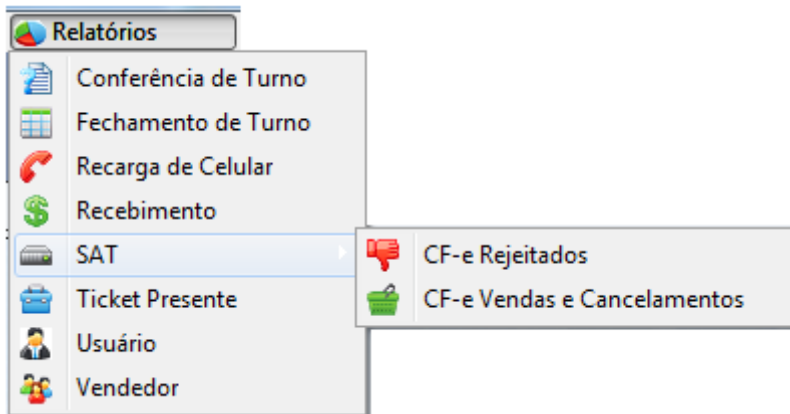 Relatórios
Conferência de Turno
Fechamento de Turno
Recarga de Celular
Recebimento
SAT
CF-e Rejeitados
CF-e Vendas e Cancelamentos
Ticket Presente
Usuário
Vendedor